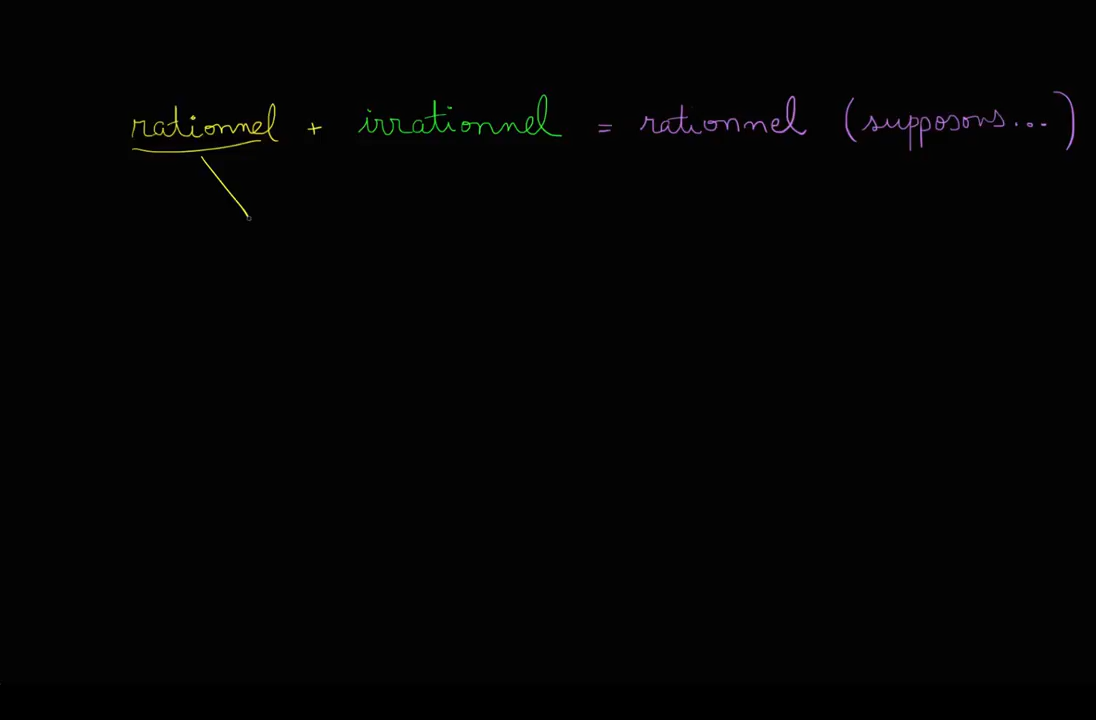 rationnel + irrationnel = rationnel (supposons...)